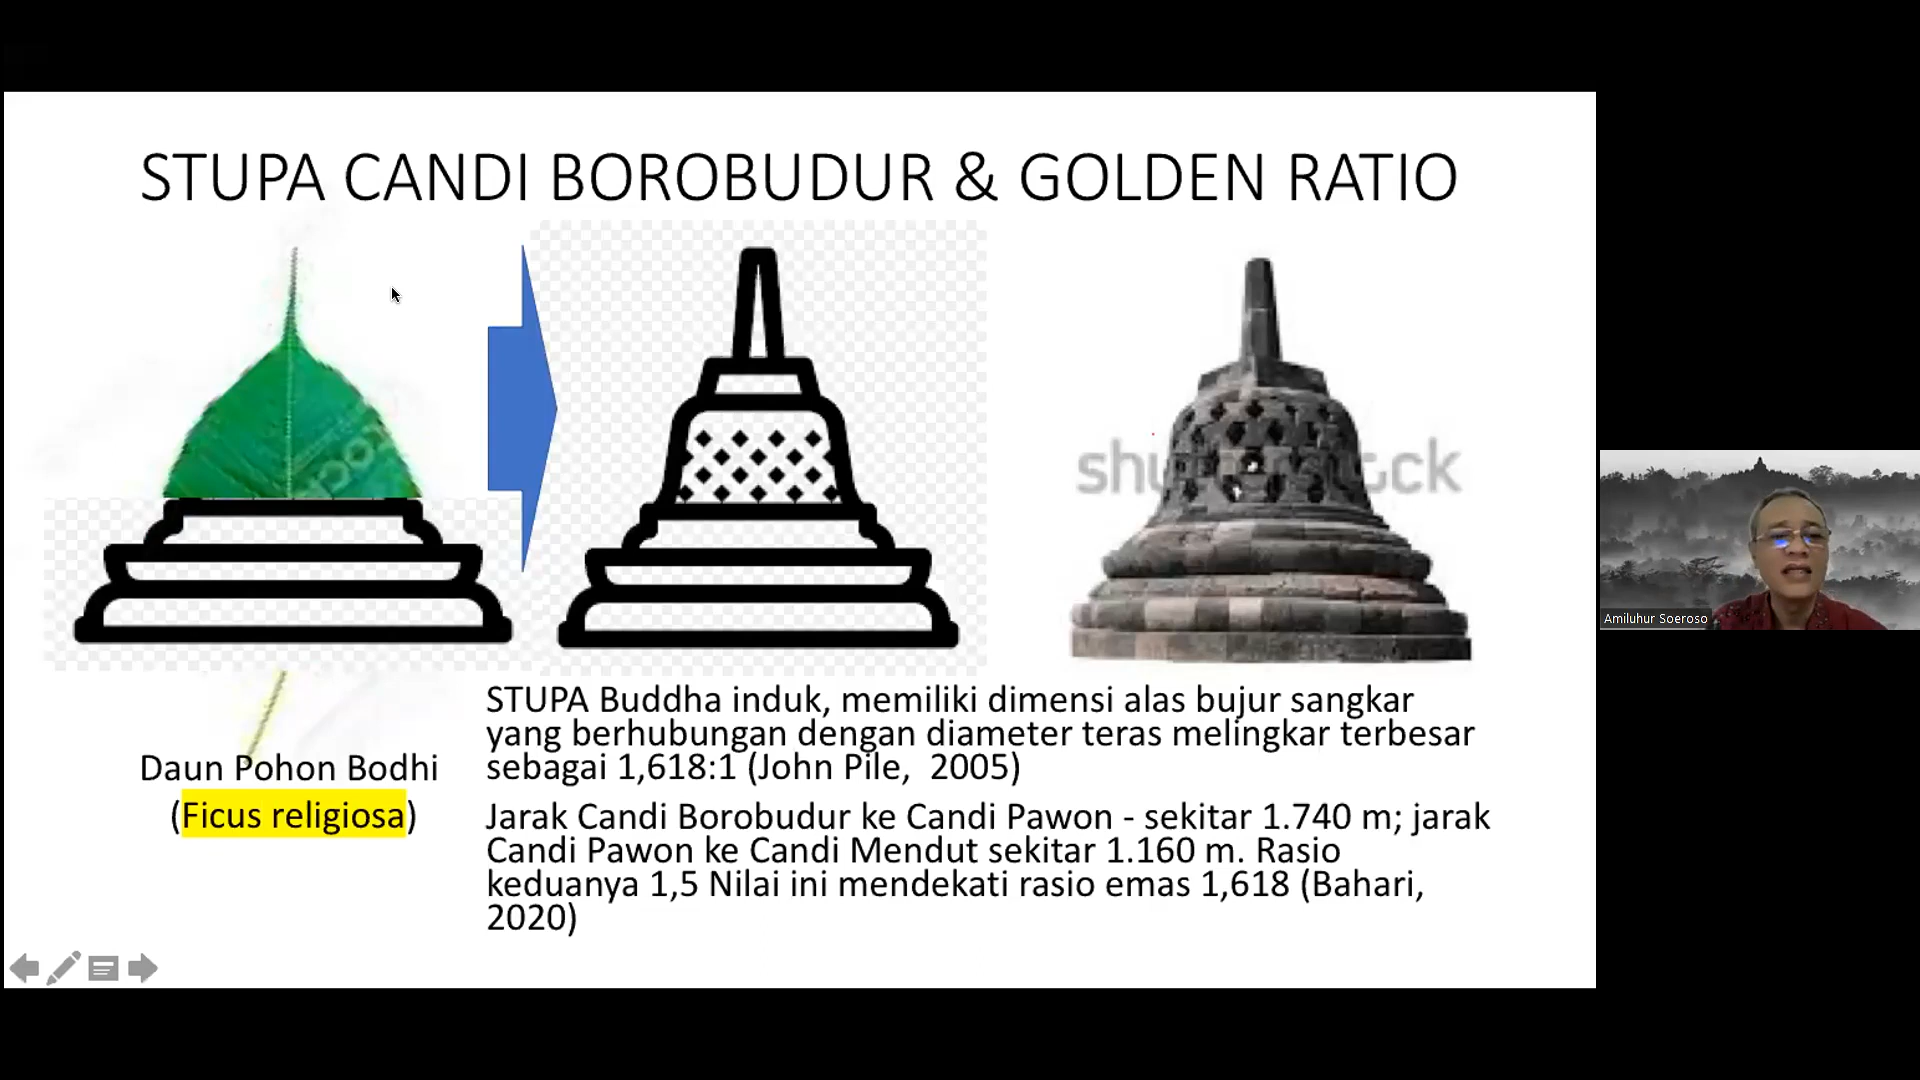 STUPA CANDI BOROBUDUR & GOLDEN RATIO
shutterstock
Daun Pohon Bodhi
(Ficus religiosa)
STUPA Buddha induk, memiliki dimensi alas bujur sangkar
yang berhubungan dengan diameter teras melingkar terbesar
sebagai 1,618:1 (John Pile, 2005)
Jarak Candi Borobudur ke Candi Pawon - sekitar 1.740 m; jarak
Candi Pawon ke Candi Mendut sekitar 1.160 m. Rasio
keduanya 1,5 Nilai ini mendekati rasio emas 1,618 (Bahari,
2020)
Amiluhur Soeroso